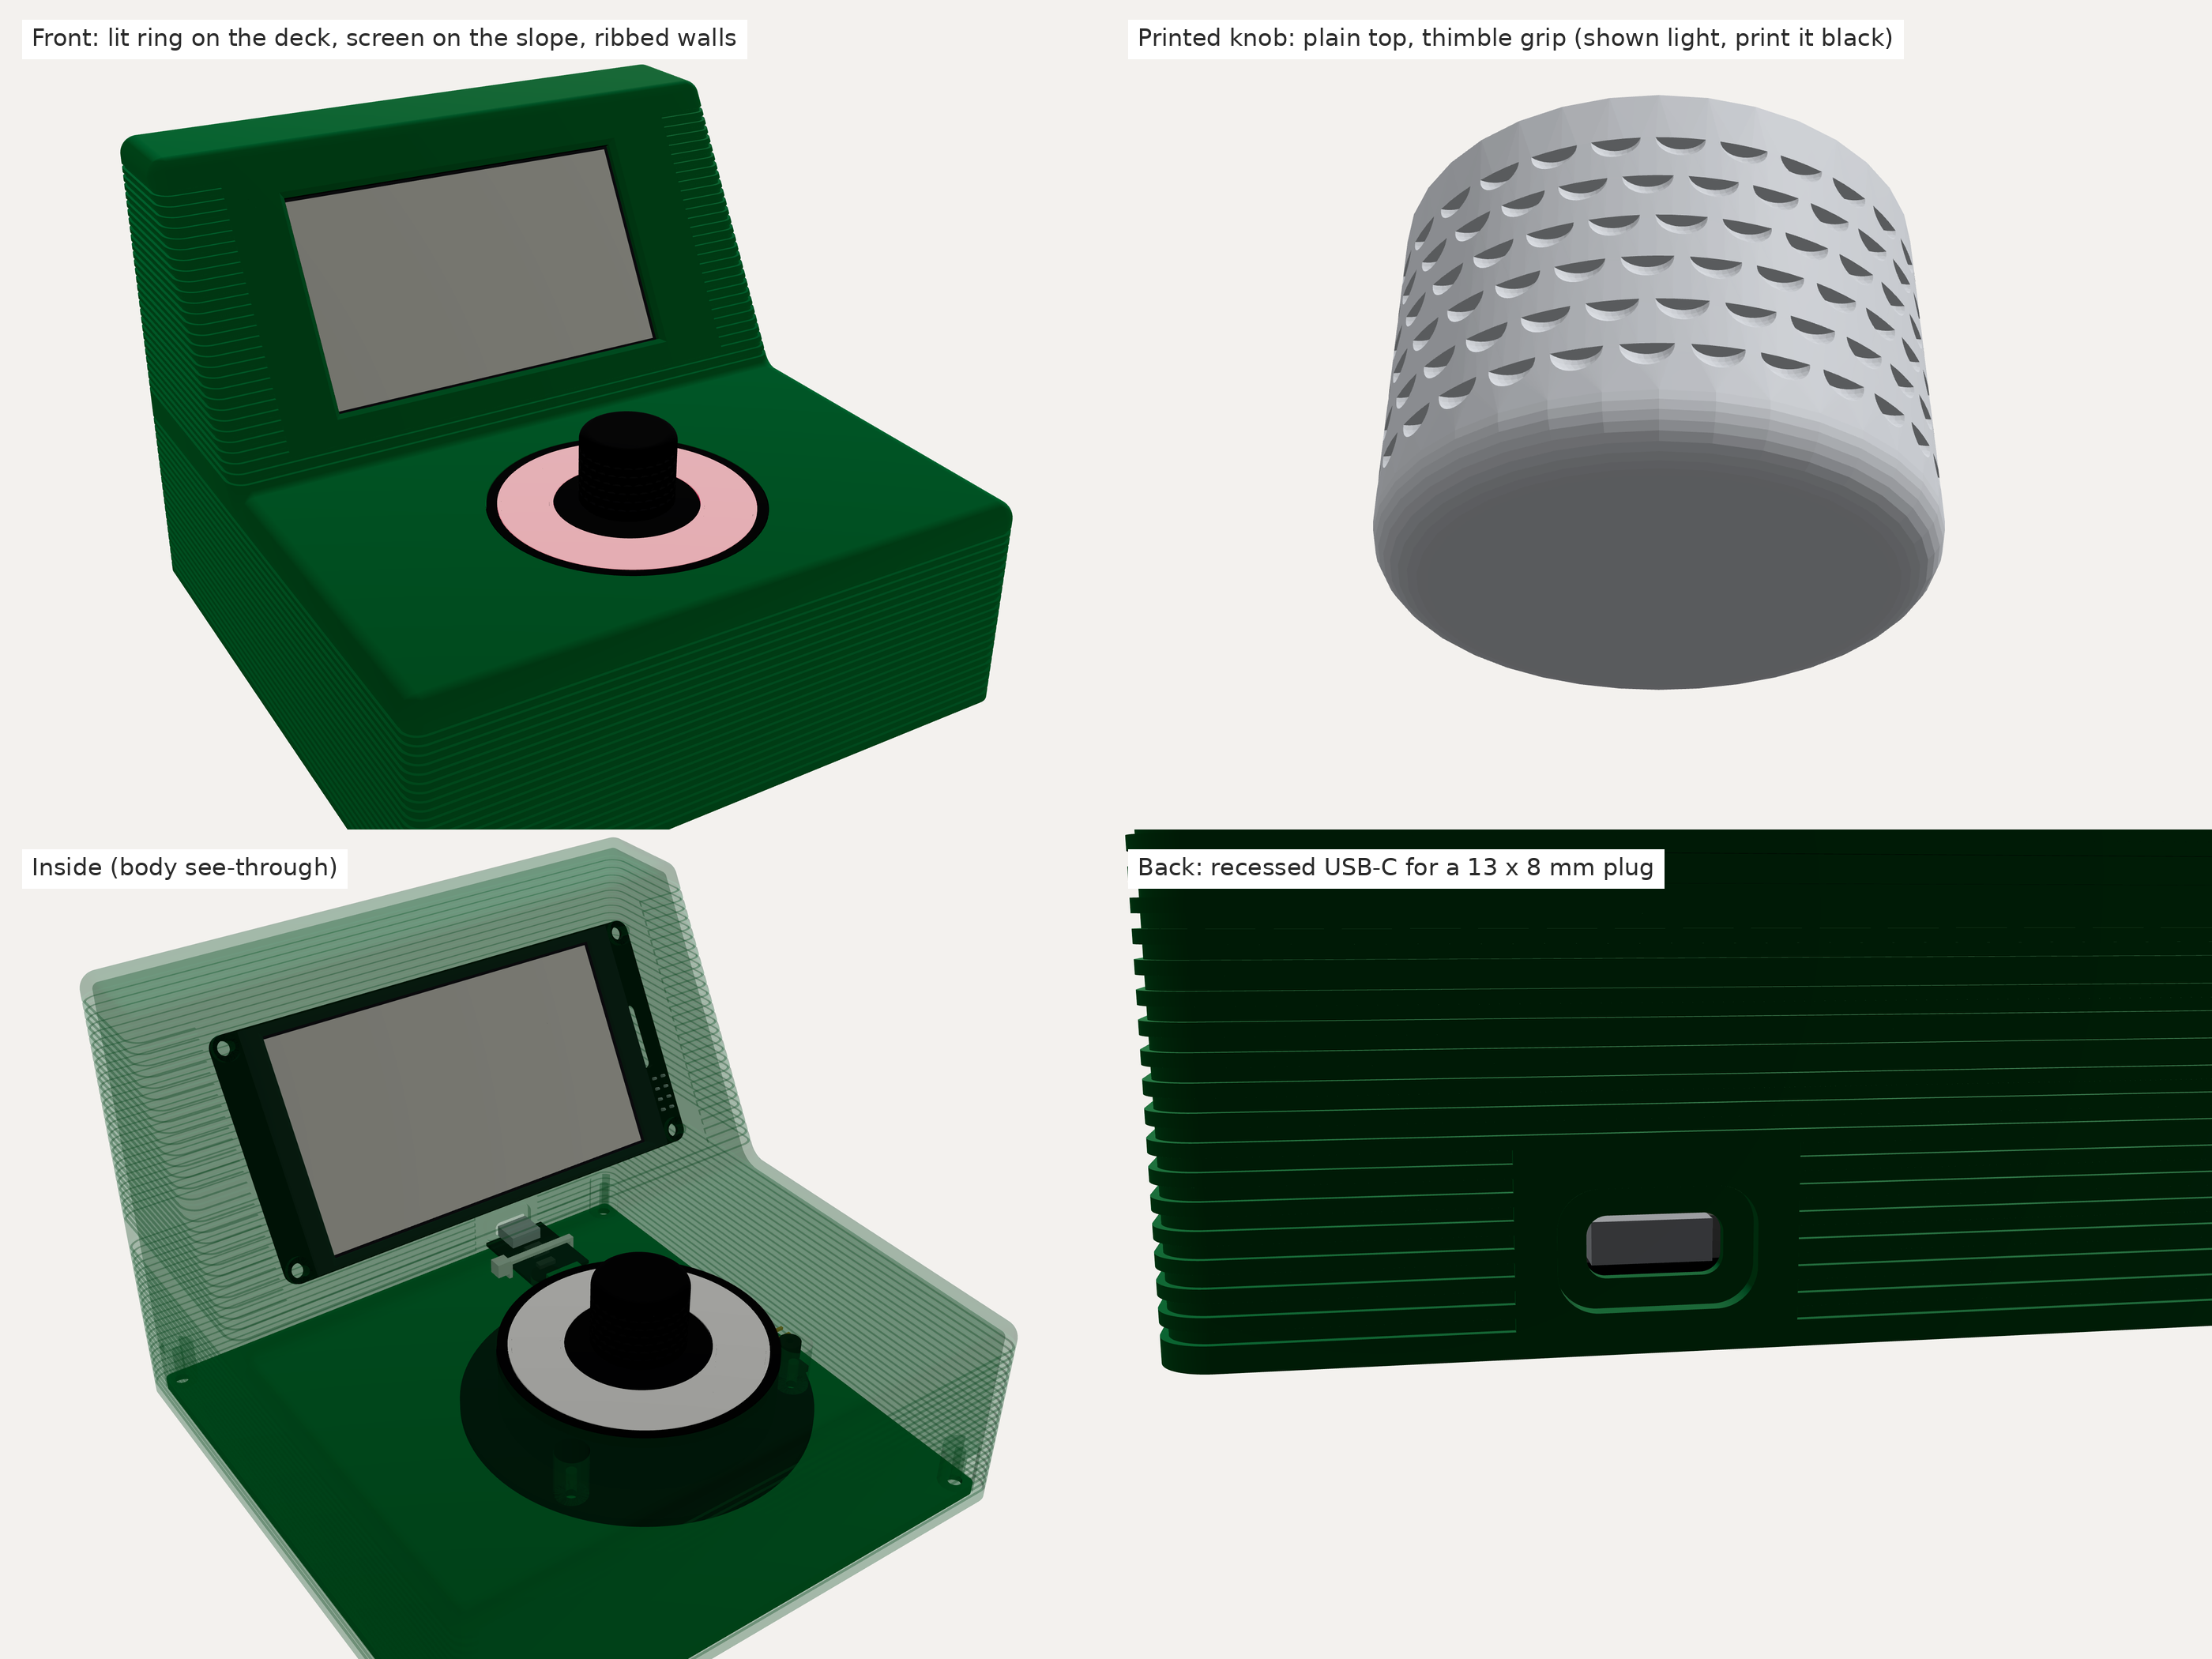 Front: lit ring on the deck, screen on the slope, ribbed walls
Printed knob: plain top, thimble grip (shown light, print it black)
Inside (body see-through)
Back: recessed USB-C for a 13 x 8 mm plug